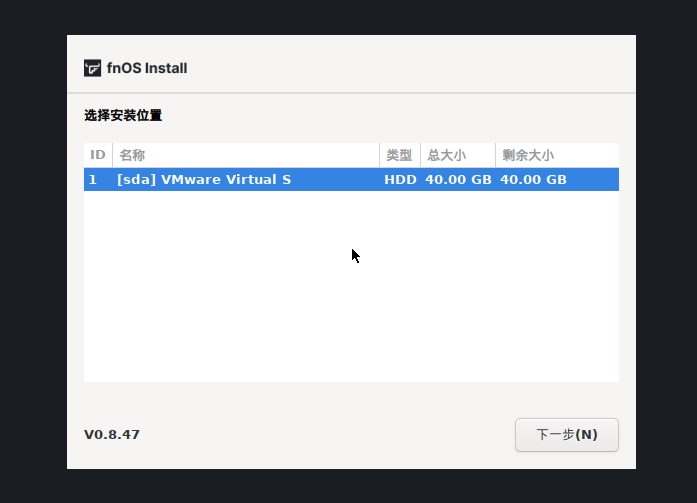 fnOS Install
选择安装位置
ID 名称 类型 总大小 剩余大小
1 [sda] VMware Virtual S HDD 40.00 GB 40.00 GB
V0.8.47 下一步(N)